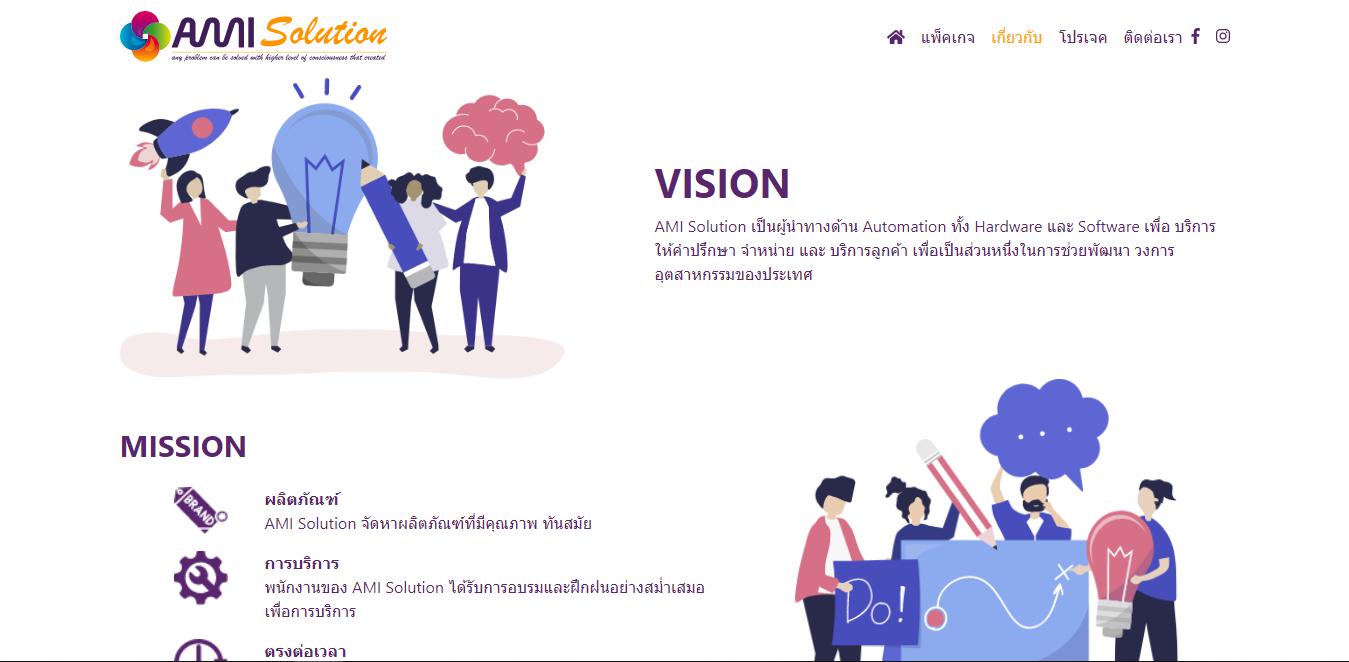 AMI Solution
any problem can be solved with higher level of consciousness that created
แพ็คเกจ เกี่ยวกับ โปรเจค ติดต่อเรา
VISION
AMI Solution เป็นผู้นำทางด้าน Automation ทั้ง Hardware และ Software เพื่อ บริการ
ให้คำปรึกษา จำหน่าย และ บริการลูกค้า เพื่อเป็นส่วนหนึ่งในการช่วยพัฒนา วงการ
อุตสาหกรรมของประเทศ
MISSION
BRAND
ผลิตภัณฑ์
AMI Solution จัดหาผลิตภัณฑ์ที่มีคุณภาพ ทันสมัย
การบริการ
พนักงานของ AMI Solution ได้รับการอบรมและฝึกฝนอย่างสม่ำเสมอ
เพื่อการบริการ
ตรงต่อเวลา
Do!